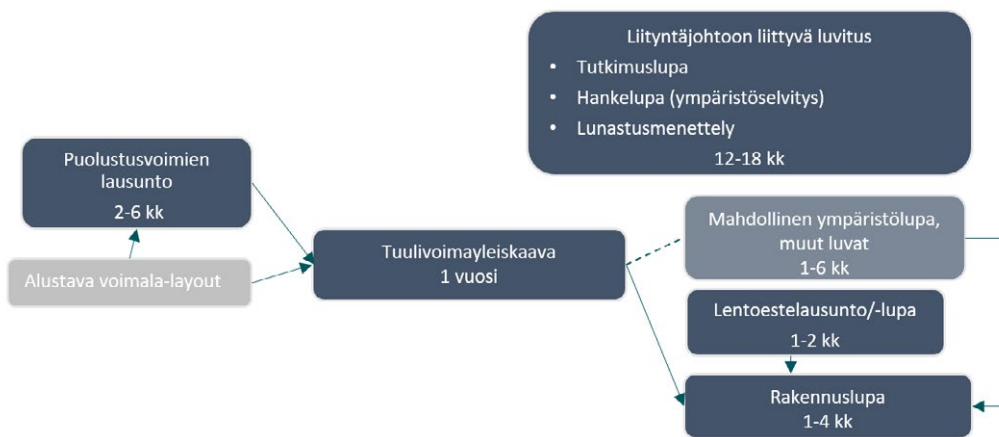 Liityntäjohtoon liittyvä luvitus
• Tutkimuslupa
• Hankelupa (ympäristöselvitys)
• Lunastusmenettely
12-18 kk
Puolustusvoimien
lausunto
2-6 kk
Alustava voimala-layout
Tuulivoimayleiskaava
1 vuosi
Mahdollinen ympäristölupa,
muut luvat
1-6 kk
Lentoestelausunto/-lupa
1-2 kk
Rakennuslupa
1-4 kk